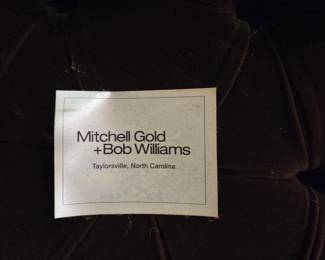 Mitchell Gold
+Bob Williams
Taylorsville, North Carolina